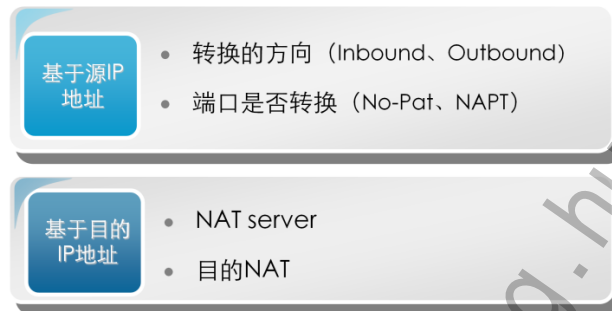 基于源IP
地址
• 转换的方向（Inbound、Outbound）
• 端口是否转换（No-Pat、NAPT）
基于目的
IP地址
• NAT server
• 目的NAT
g.hu